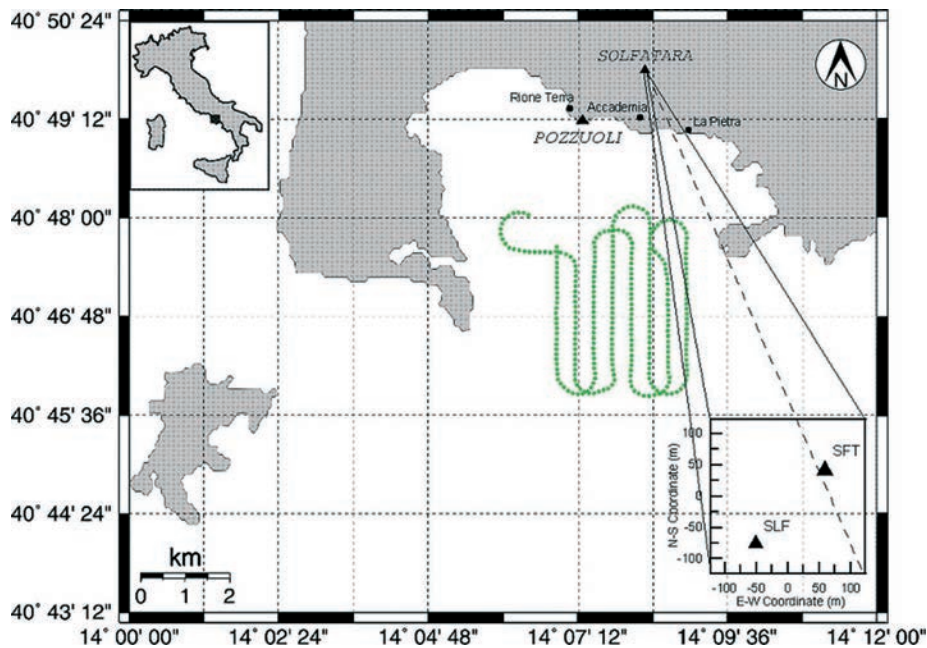 40˚ 50' 24"
SOLFATARA
N
Rione Terra
Accademia
40˚ 49' 12"
La Pietra
POZZUOLI
40˚ 48' 00"
40˚ 46' 48"
40˚ 45' 36"
100
SFT
50
N-S Coordinate (m)
0
40˚ 44' 24"
SLF
-50
km
-100
0 1 2
-100 -50 0 50 100
E-W Coordinate (m)
40˚ 43' 12"
14˚ 00' 00" 14˚ 02' 24" 14˚ 04' 48" 14˚ 07' 12" 14˚ 09' 36" 14˚ 12' 00"